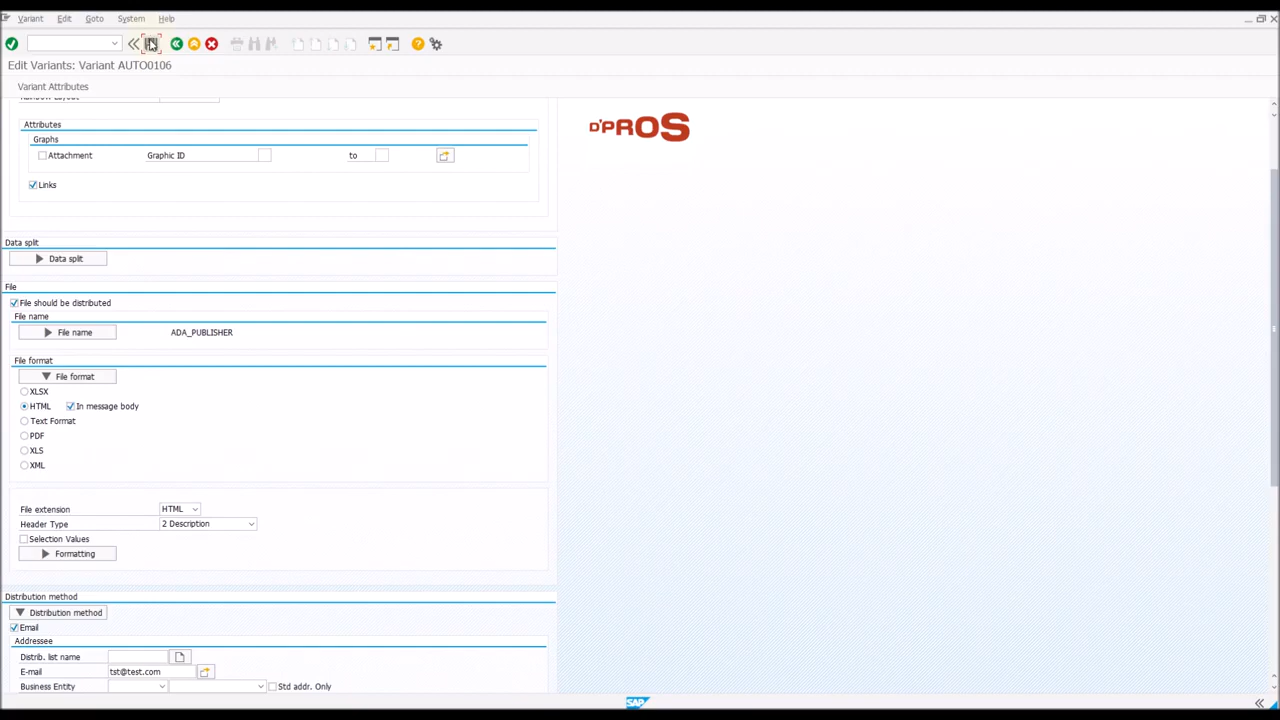 Variant Edit Goto System Help
Edit Variants: Variant AUTO0106
Variant Attributes
D'PROS
Attributes
Graphs
Attachment Graphic ID to
Links
Data split
Data split
File
File should be distributed
File name
File name ADA_PUBLISHER
File format
File format
XLSX
HTML In message body
Text Format
PDF
XLS
XML
File extension HTML
Header Type 2 Description
Selection Values
Formatting
Distribution method
Distribution method
Email
Addressee
Distrib. list name
E-mail tst@test.com
Business Entity Std addr. Only
SAP